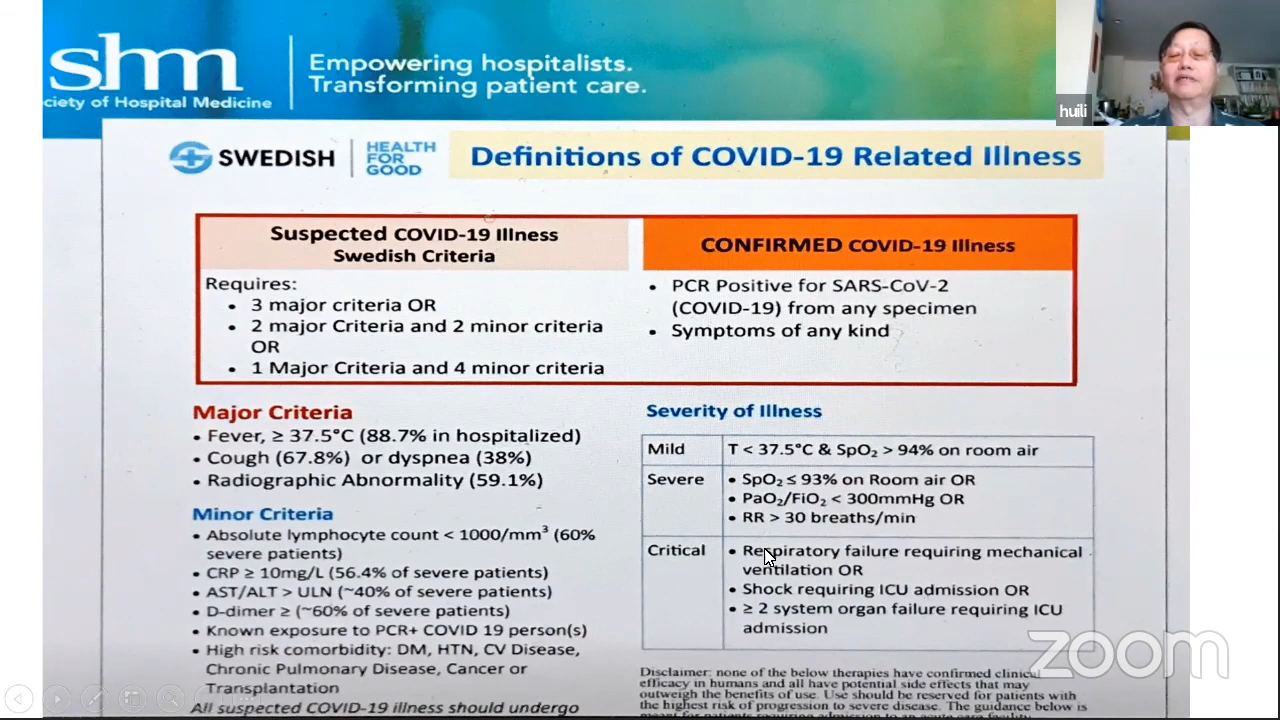 shm
ciety of Hospital Medicine
Empowering hospitalists.
Transforming patient care.
huili
SWEDISH
HEALTH
FOR
GOOD
Definitions of COVID-19 Related Illness
Suspected COVID-19 Illness
Swedish Criteria
Requires:
• 3 major criteria OR
• 2 major Criteria and 2 minor criteria
OR
• 1 Major Criteria and 4 minor criteria
CONFIRMED COVID-19 Illness
• PCR Positive for SARS-CoV-2
(COVID-19) from any specimen
• Symptoms of any kind
Major Criteria
• Fever, ≥ 37.5°C (88.7% in hospitalized)
• Cough (67.8%) or dyspnea (38%)
• Radiographic Abnormality (59.1%)
Minor Criteria
• Absolute lymphocyte count < 1000/mm³ (60%
severe patients)
• CRP ≥ 10mg/L (56.4% of severe patients)
• AST/ALT > ULN (~40% of severe patients)
• D-dimer ≥ (~60% of severe patients)
• Known exposure to PCR+ COVID 19 person(s)
• High risk comorbidity: DM, HTN, CV Disease,
Chronic Pulmonary Disease, Cancer or
Transplantation
All suspected COVID-19 illness should undergo
Severity of Illness
Mild
T < 37.5°C & SpO₂ > 94% on room air
Severe
• SpO₂ ≤ 93% on Room air OR
• PaO₂/FiO₂ < 300mmHg OR
• RR > 30 breaths/min
Critical
• Respiratory failure requiring mechanical
ventilation OR
• Shock requiring ICU admission OR
• ≥ 2 system organ failure requiring ICU
admission
Disclaimer: none of the below therapies have confirmed clinical
efficacy in humans and all have potential side effects that may
outweigh the benefits of use. Use should be reserved for patients with
the highest risk of progression to severe disease. The guidance below is
meant for patients requiring admission to an acute care facility
zoom